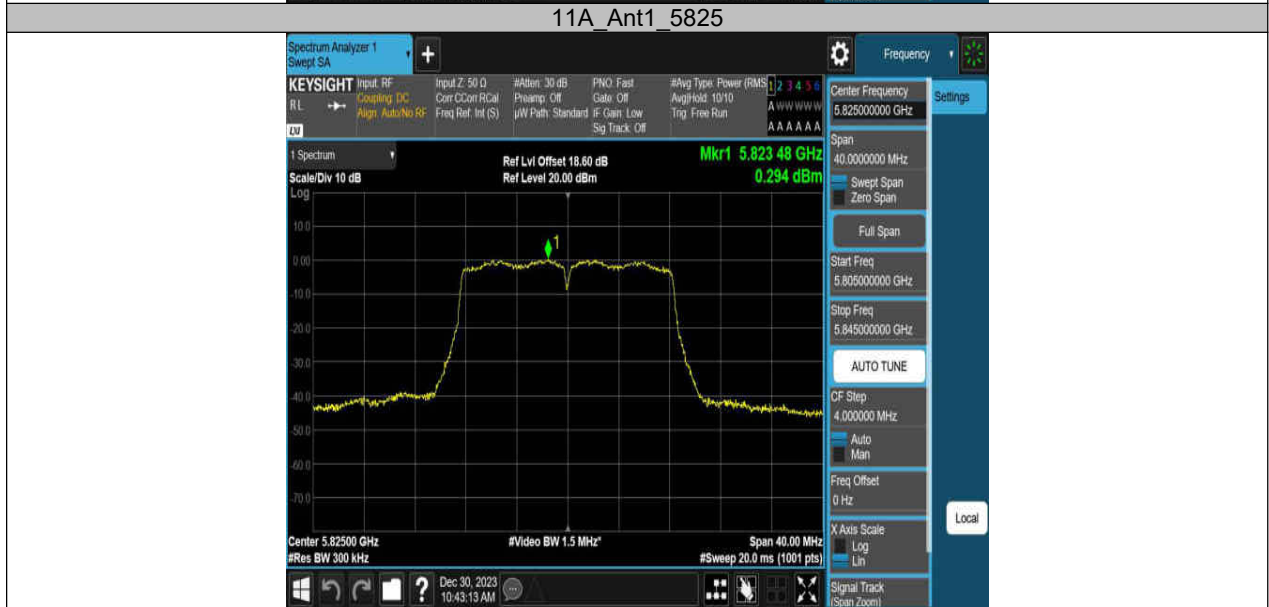 11A_Ant1_5825
Spectrum Analyzer 1
Swept SA
+
Frequency
KEYSIGHT Input: RF Input Z: 50 Ω #Atten: 30 dB PNO: Fast #Avg Type: Power (RMS 1 2 3 4 5 6
RL Coupling: DC Corr CCorr RCal Preamp: Off Gate: Off Avg|Hold: 10/10 A W W W W W
Align: Auto/No RF Freq Ref: Int (S) µW Path: Standard IF Gain: Low Trig: Free Run
Sig Track: Off A A A A A A
LXI
Center Frequency
5.825000000 GHz
Settings
1 Spectrum
Ref Lvl Offset 18.60 dB
Mkr1 5.823 48 GHz
Scale/Div 10 dB
Ref Level 20.00 dBm
0.294 dBm
Span
40.0000000 MHz
Swept Span
Zero Span
Full Span
Start Freq
5.805000000 GHz
Stop Freq
5.845000000 GHz
AUTO TUNE
CF Step
4.000000 MHz
Auto
Man
Freq Offset
0 Hz
X Axis Scale
Log
Lin
Signal Track
(Span Zoom)
Local
Log
10.0
0.00
-10.0
-20.0
-30.0
-40.0
-50.0
-60.0
-70.0
1
Center 5.82500 GHz
#Video BW 1.5 MHz*
Span 40.00 MHz
#Res BW 300 kHz
#Sweep 20.0 ms (1001 pts)
?
Dec 30, 2023
10:43:13 AM